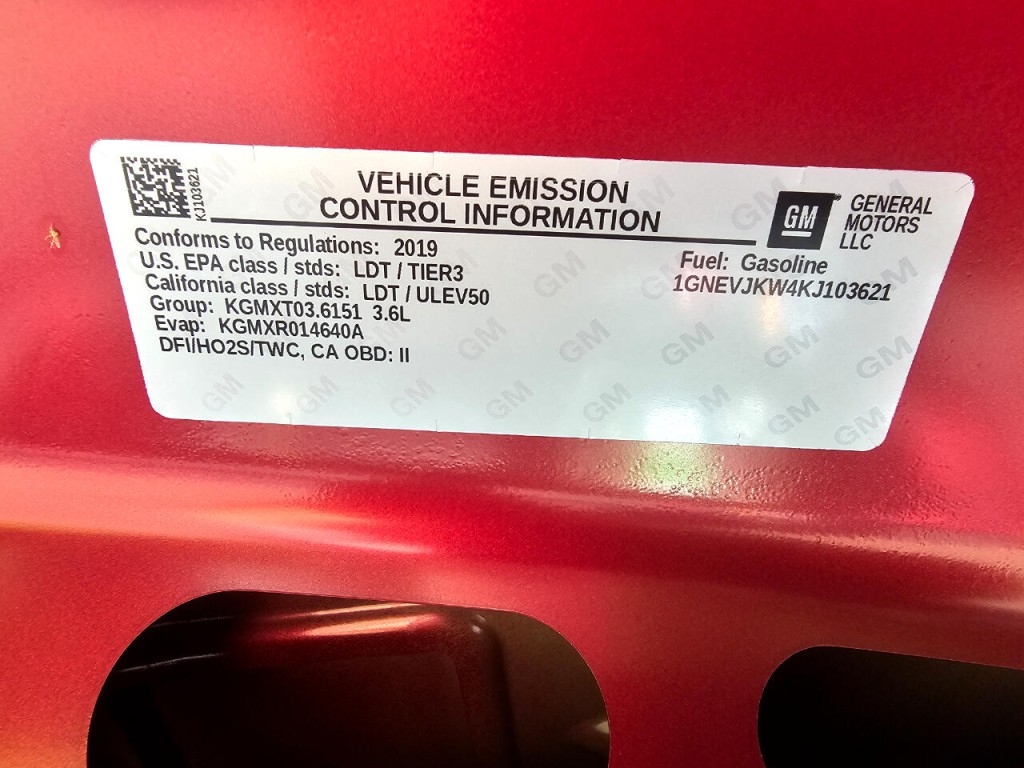 KJ103621
VEHICLE EMISSION
CONTROL INFORMATION
GM
GENERAL
MOTORS
LLC
Conforms to Regulations: 2019
U.S. EPA class / stds: LDT / TIER3
California class / stds: LDT / ULEV50
Group: KGMXT03.6151 3.6L
Evap: KGMXR014640A
DFI/HO2S/TWC, CA OBD: II
Fuel: Gasoline
1GNEVJKW4KJ103621